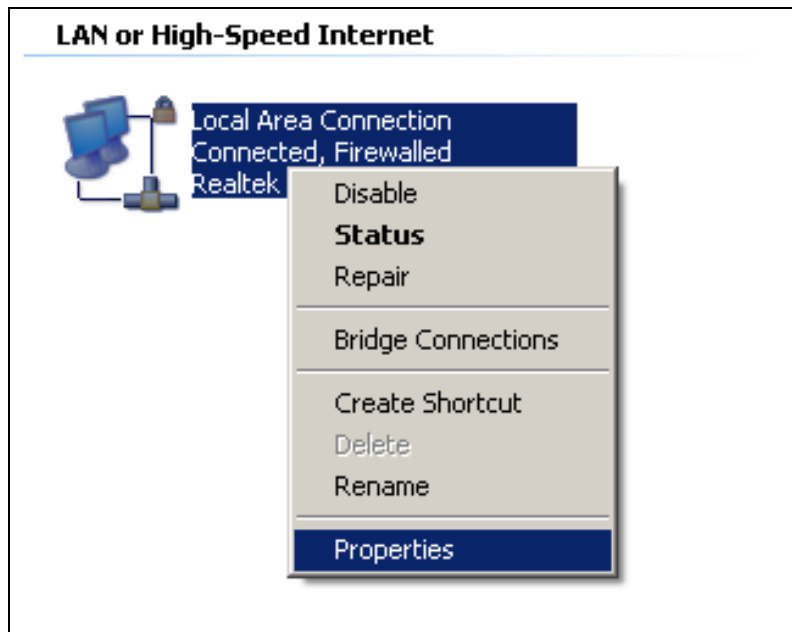 LAN or High-Speed Internet
Local Area Connection
Connected, Firewalled
Realtek
Disable
Status
Repair
Bridge Connections
Create Shortcut
Delete
Rename
Properties